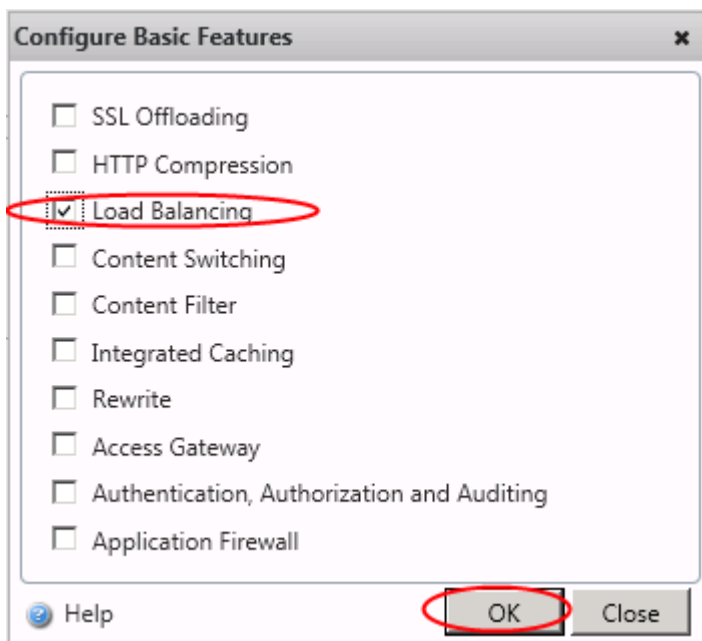 Configure Basic Features
SSL Offloading
HTTP Compression
Load Balancing
Content Switching
Content Filter
Integrated Caching
Rewrite
Access Gateway
Authentication, Authorization and Auditing
Application Firewall
Help OK Close